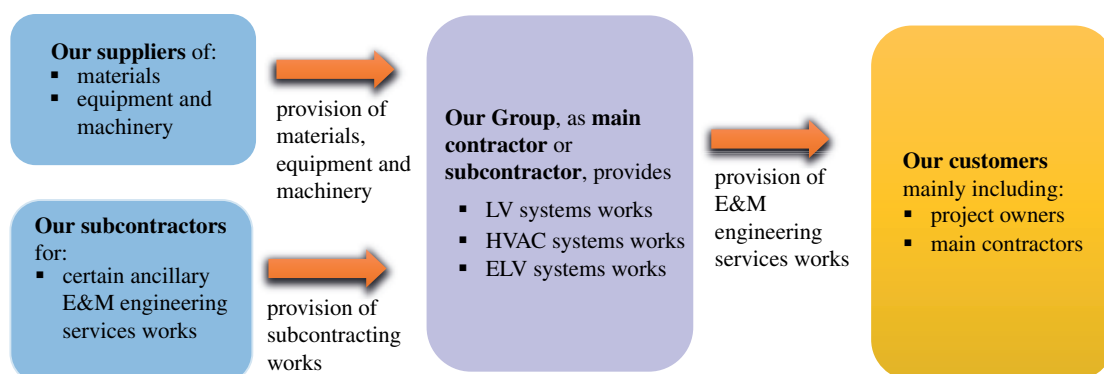 Our suppliers of:
▪ materials
▪ equipment and
machinery
provision of
materials,
equipment and
machinery
Our subcontractors
for:
▪ certain ancillary
E&M engineering
services works
provision of
subcontracting
works
Our Group, as main
contractor or
subcontractor, provides
▪ LV systems works
▪ HVAC systems works
▪ ELV systems works
provision of
E&M
engineering
services works
Our customers
mainly including:
▪ project owners
▪ main contractors